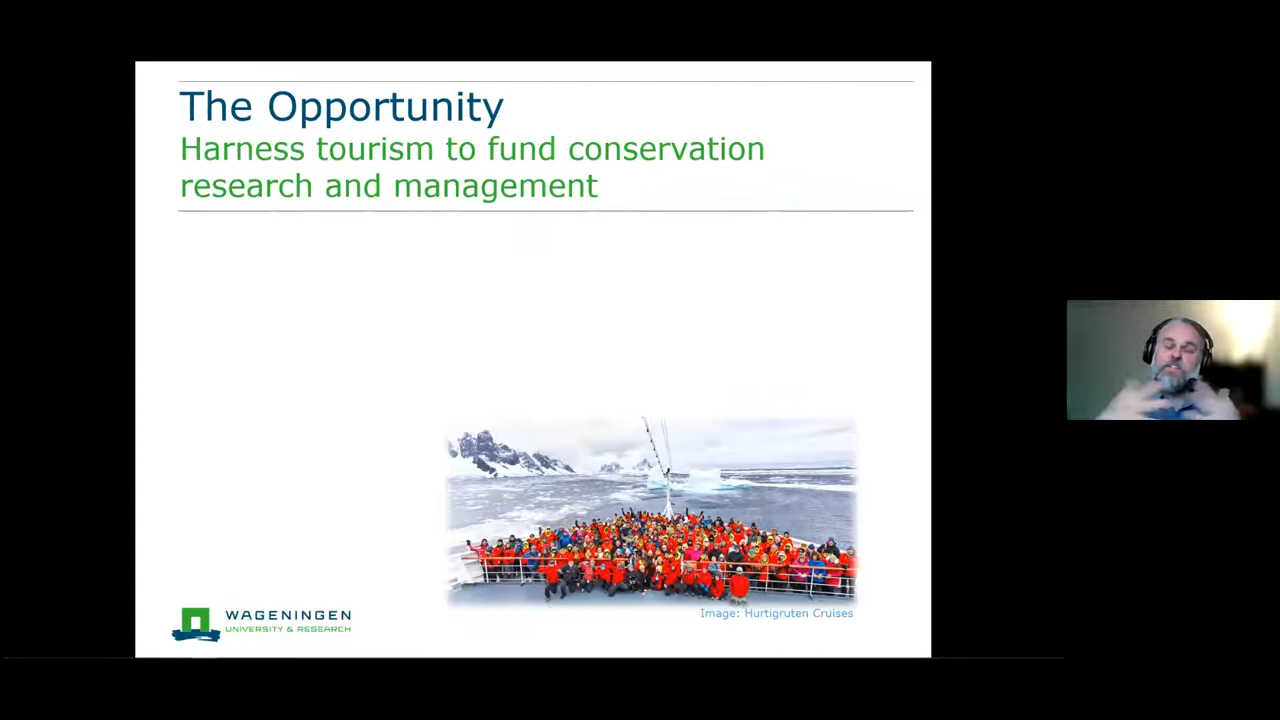 The Opportunity
Harness tourism to fund conservation
research and management
Image: Hurtigruten Cruises
WAGENINGEN
UNIVERSITY & RESEARCH